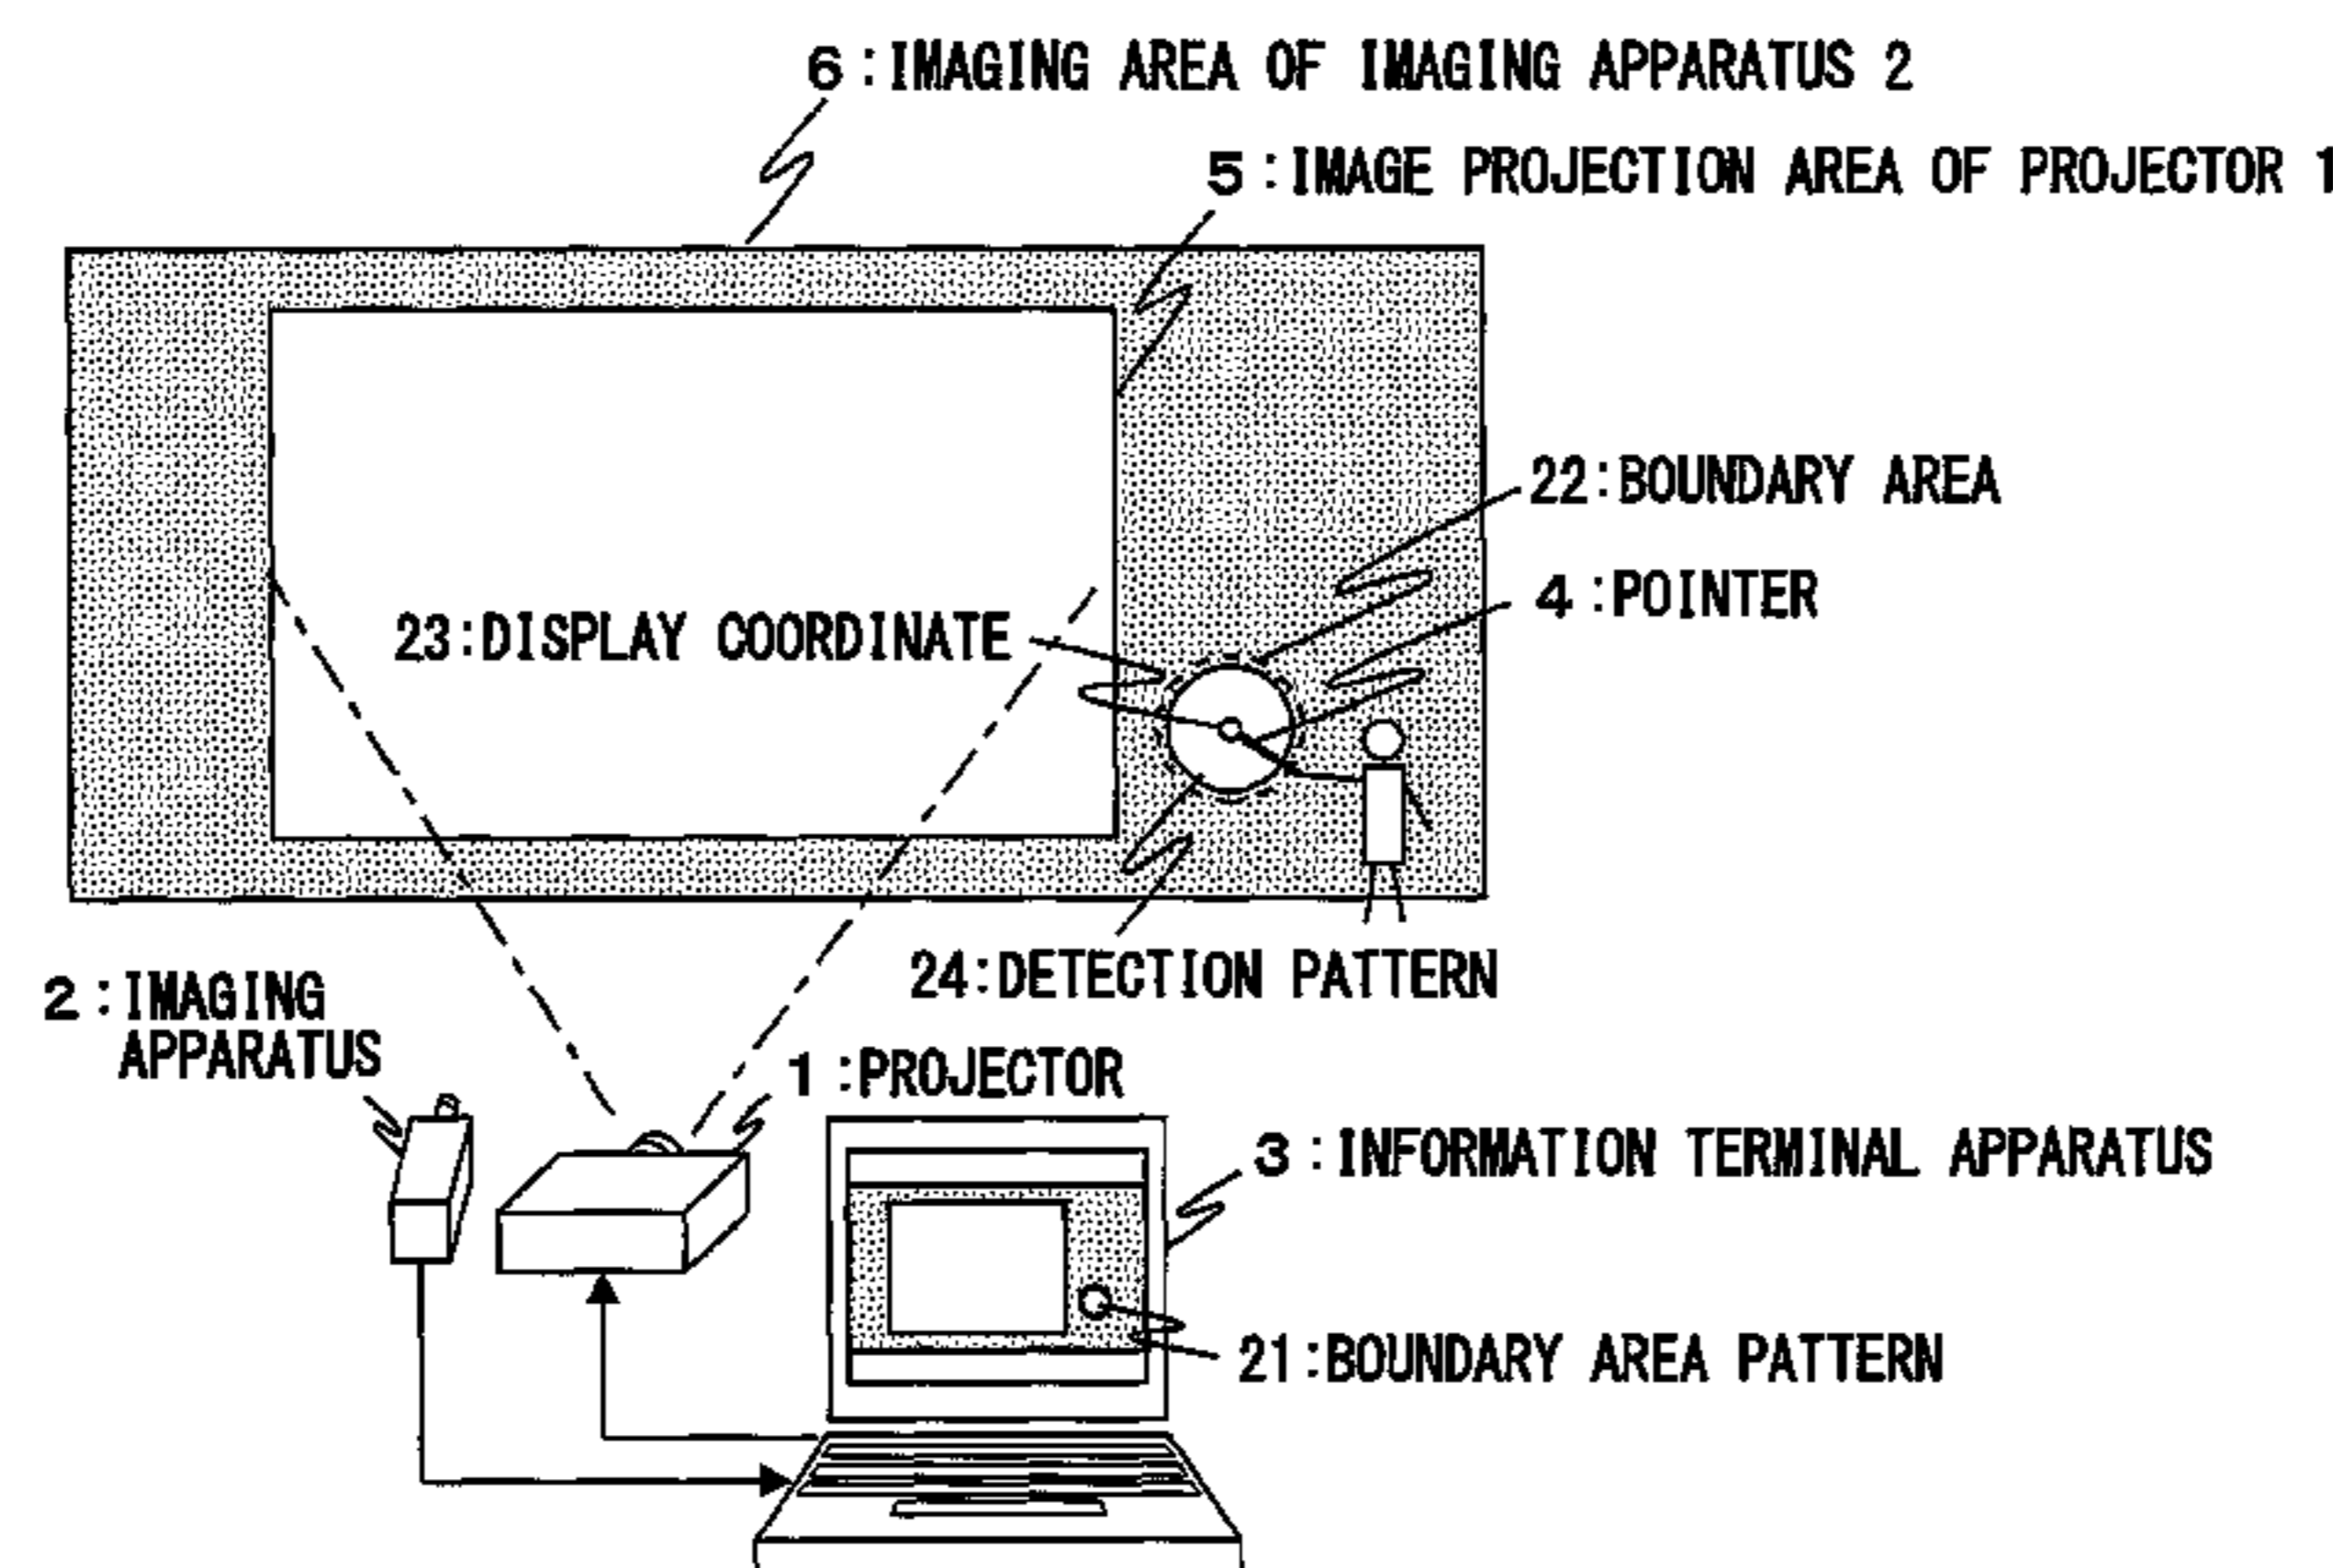 6:IMAGING AREA OF IMAGING APPARATUS 2
5:IMAGE PROJECTION AREA OF PROJECTOR 1
22:BOUNDARY AREA
4:POINTER
23:DISPLAY COORDINATE
24:DETECTION PATTERN
2:IMAGING
APPARATUS
1:PROJECTOR
3:INFORMATION TERMINAL APPARATUS
21:BOUNDARY AREA PATTERN